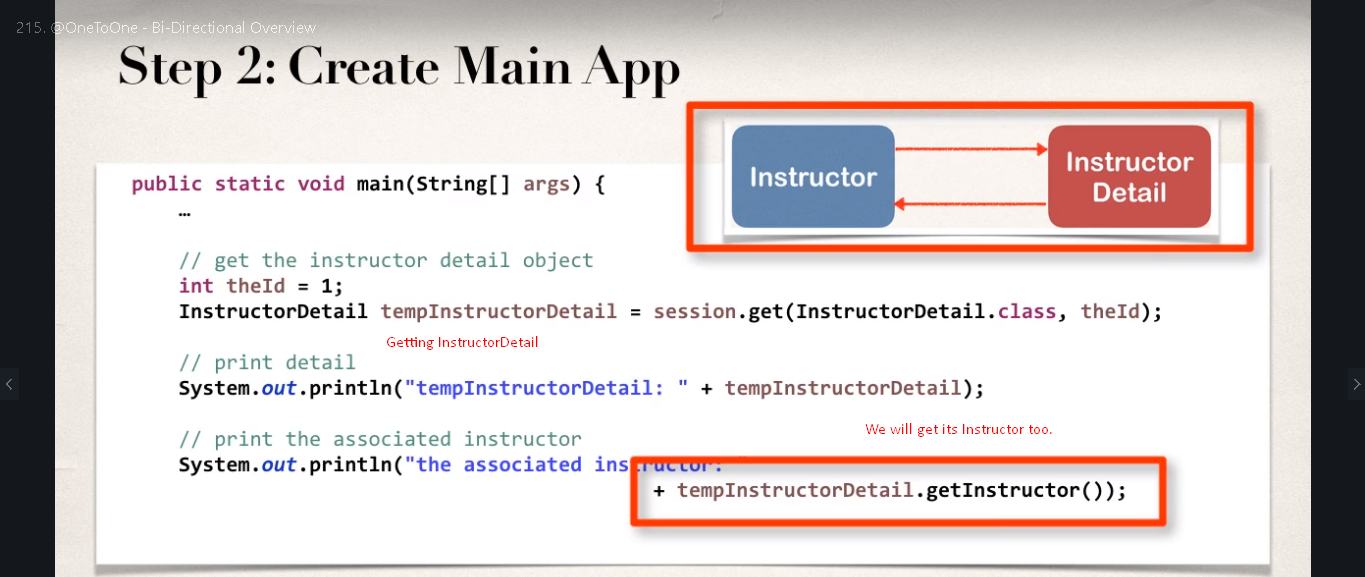 215. @OneToOne - Bi-Directional Overview
Step 2: Create Main App
Instructor
Instructor
Detail
public static void main(String[] args) {
…
// get the instructor detail object
int theId = 1;
InstructorDetail tempInstructorDetail = session.get(InstructorDetail.class, theId);
Getting InstructorDetail
// print detail
System.out.println("tempInstructorDetail: " + tempInstructorDetail);
We will get its Instructor too.
// print the associated instructor
System.out.println("the associated instructor: "
+ tempInstructorDetail.getInstructor());